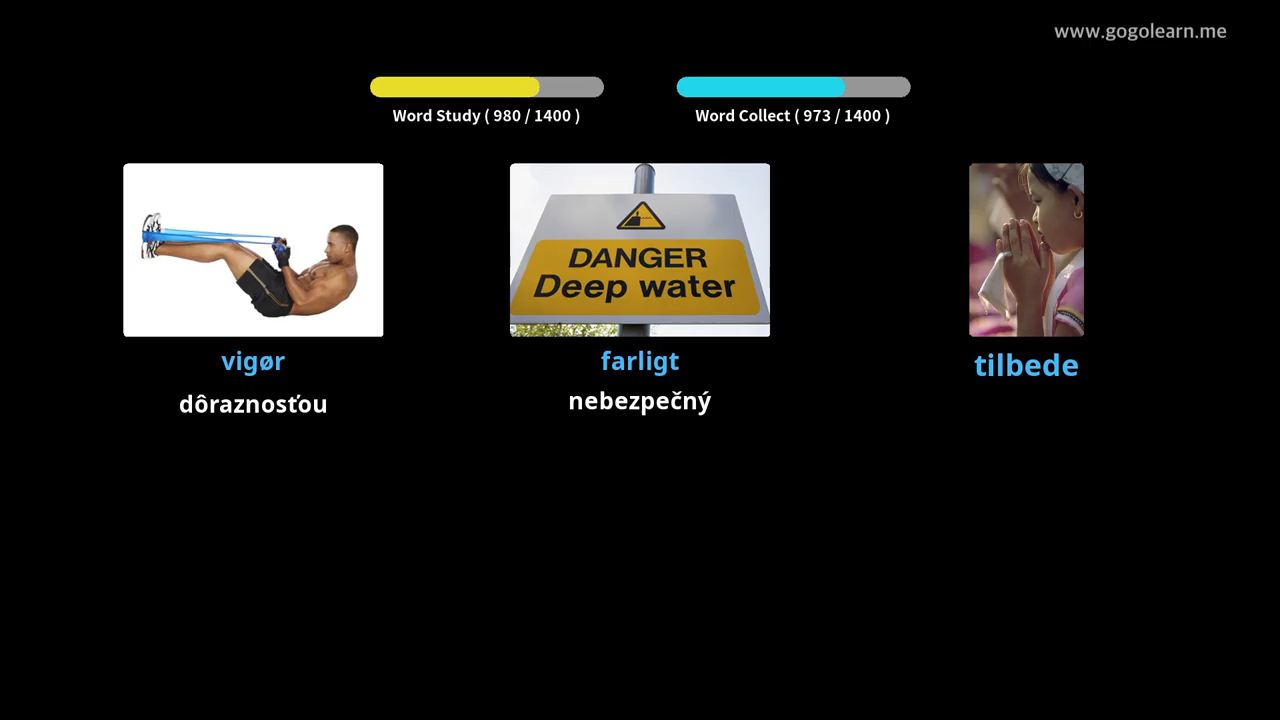 www.gogolearn.me
Word Study ( 980 / 1400 )
Word Collect ( 973 / 1400 )
DANGER
Deep water
vigør
farligt
tilbede
dôraznosťou
nebezpečný